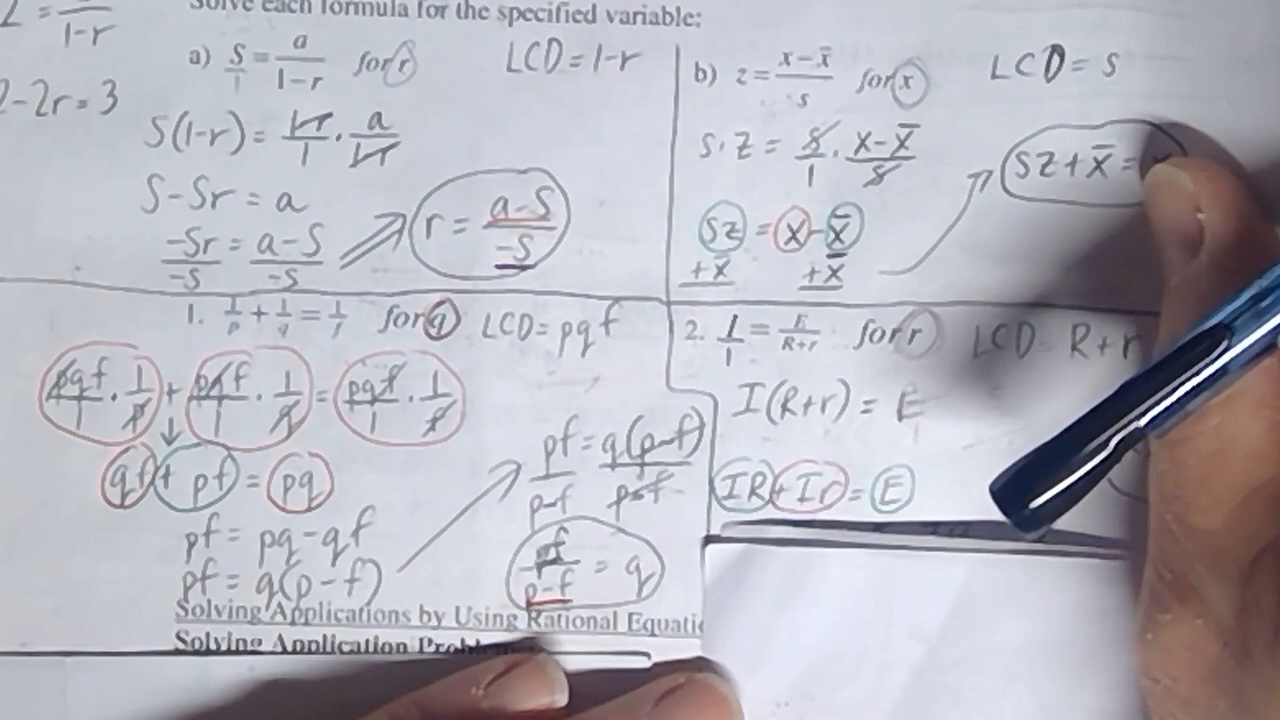 Solve each formula for the specified variable:
1-r
2-2r=3
a) S/1 = a/(1-r) for r LCD=1-r
S(1-r) = (1-r)/1 · a/(1-r)
S-Sr=a
-Sr/-S = (a-S)/-S
r = (a-S)/-S
b) z = (x-x̄)/s for x LCD=s
s·z = s/1 · (x-x̄)/s
sz = x-x̄
+x̄ +x̄
sz+x̄=
1. 1/p + 1/q = 1/f for q LCD=pqf
pqf/1 · 1/p + pqf/1 · 1/q = pqf/1 · 1/f
qf + pf = pq
pf = pq-qf
pf = q(p-f)
pf/(p-f) = q(p-f)/(p-f)
pf/(p-f) = q
2. I/1 = E/(R+r) for r LCD R+r
I(R+r) = E
IR+Ir=E
Solving Applications by Using Rational Equati
Solving Application Prob